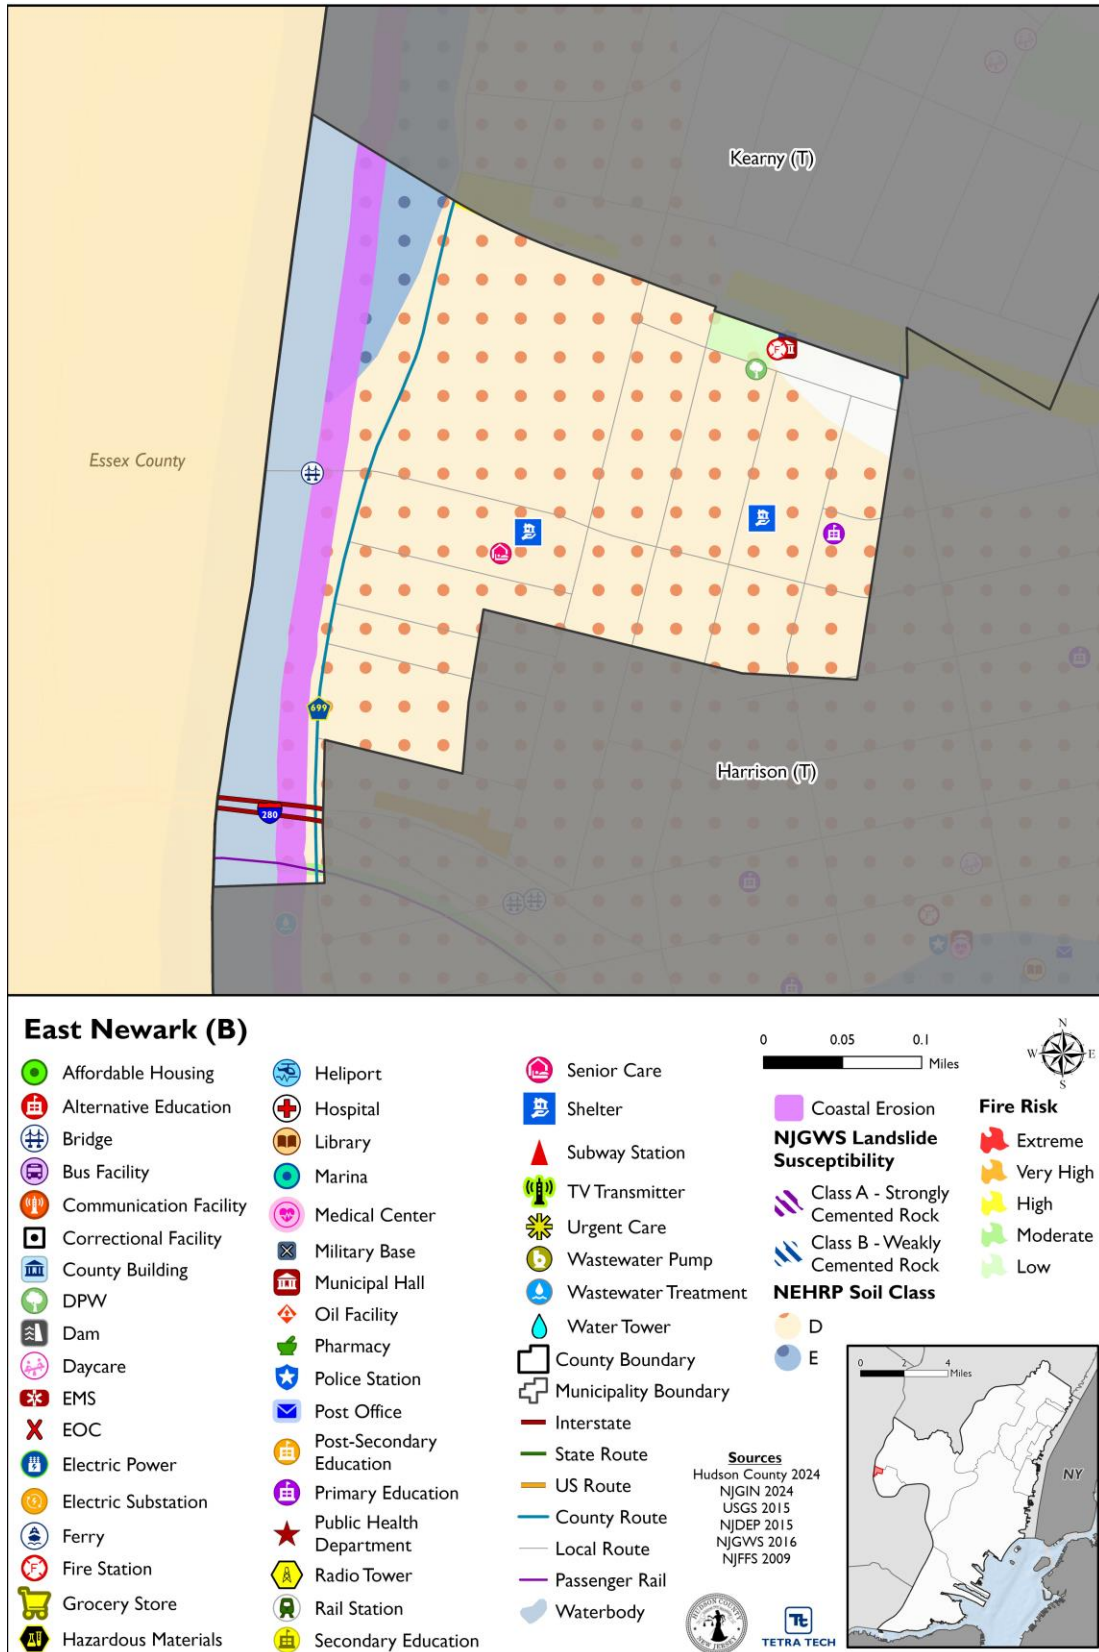 Kearny (T)
Essex County
699
Harrison (T)
280
East Newark (B)
Affordable Housing
Alternative Education
Bridge
Bus Facility
Communication Facility
Correctional Facility
County Building
DPW
Dam
Daycare
EMS
EOC
Electric Power
Electric Substation
Ferry
Fire Station
Grocery Store
Hazardous Materials
Heliport
Hospital
Library
Marina
Medical Center
Military Base
Municipal Hall
Oil Facility
Pharmacy
Police Station
Post Office
Post-Secondary
Education
Primary Education
Public Health
Department
Radio Tower
Rail Station
Secondary Education
Senior Care
Shelter
Subway Station
TV Transmitter
Urgent Care
Wastewater Pump
Wastewater Treatment
Water Tower
County Boundary
Municipality Boundary
Interstate
State Route
US Route
County Route
Local Route
Passenger Rail
Waterbody
0 0.05 0.1
Miles
N
W E
S
Coastal Erosion
NJGWS Landslide
Susceptibility
Class A - Strongly
Cemented Rock
Class B - Weakly
Cemented Rock
NEHRP Soil Class
D
E
Fire Risk
Extreme
Very High
High
Moderate
Low
Sources
Hudson County 2024
NJGIN 2024
USGS 2015
NJDEP 2015
NJGWS 2016
NJFFS 2009
HUDSON COUNTY
NEW JERSEY
Tt
TETRA TECH
0 2 4
Miles
NY